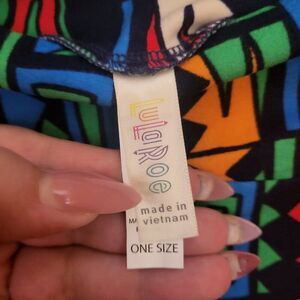 LuLaRoe
made in
vietnam
ONE SIZE